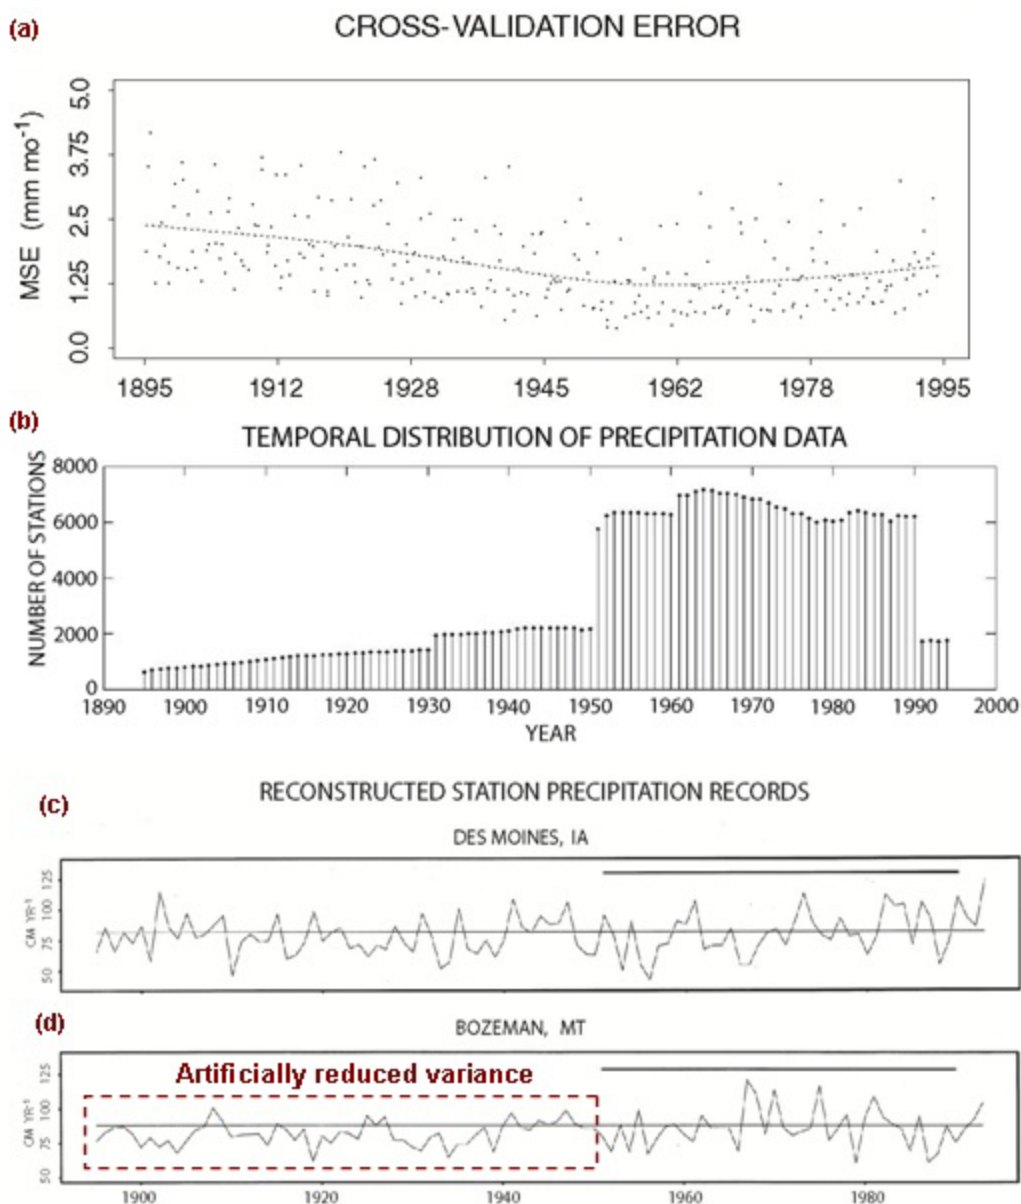 (a)
CROSS-VALIDATION ERROR
MSE (mm mo⁻¹)
5.0
3.75
2.5
1.25
0.0
1895 1912 1928 1945 1962 1978 1995
(b)
TEMPORAL DISTRIBUTION OF PRECIPITATION DATA
NUMBER OF STATIONS
8000
6000
4000
2000
0
1890 1900 1910 1920 1930 1940 1950 1960 1970 1980 1990 2000
YEAR
RECONSTRUCTED STATION PRECIPITATION RECORDS
(c)
DES MOINES, IA
CM YR⁻¹
125
100
75
50
(d)
BOZEMAN, MT
Artificially reduced variance
CM YR⁻¹
125
100
75
50
1900 1920 1940 1960 1980